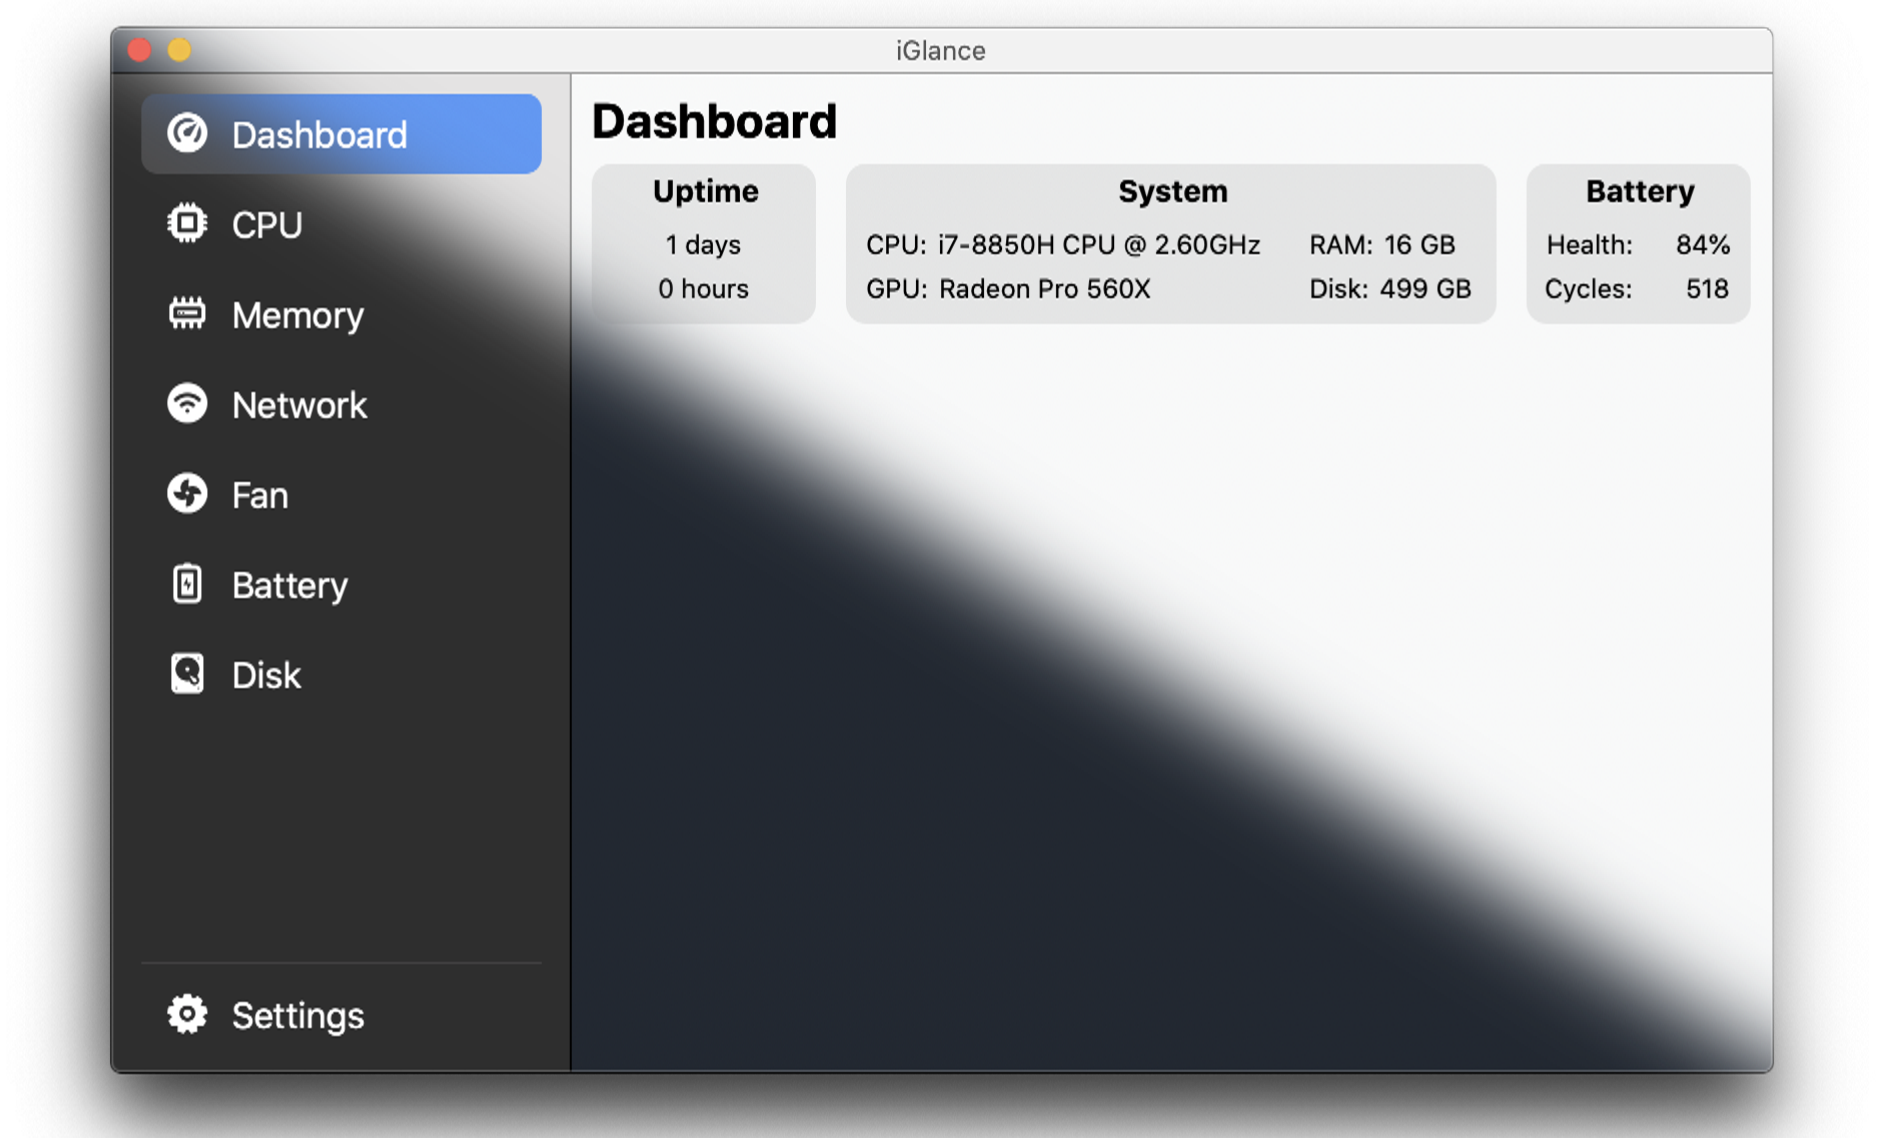 iGlance
Dashboard
CPU
Memory
Network
Fan
Battery
Disk
Settings
Dashboard
Uptime
1 days
0 hours
System
CPU: i7-8850H CPU @ 2.60GHz RAM: 16 GB
GPU: Radeon Pro 560X Disk: 499 GB
Battery
Health: 84%
Cycles: 518